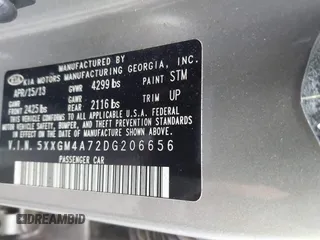 MANUFACTURED BY
KIA KIA MOTORS MANUFACTURING GEORGIA, INC.
APR/15/13 GVWR 4299 lbs PAINT STM
GAWR FRONT 2425 lbs GAWR REAR 2116 lbs TRIM UP
THIS VEHICLE CONFORMS TO ALL APPLICABLE U.S.A. FEDERAL
MOTOR VEHICLE SAFETY, BUMPER, AND THEFT PREVENTION
STANDARDS IN EFFECT ON THE DATE OF MANUFACTURE SHOWN ABOVE.
V.I.N. 5XXGM4A72DG206656
PASSENGER CAR
DREAMBID